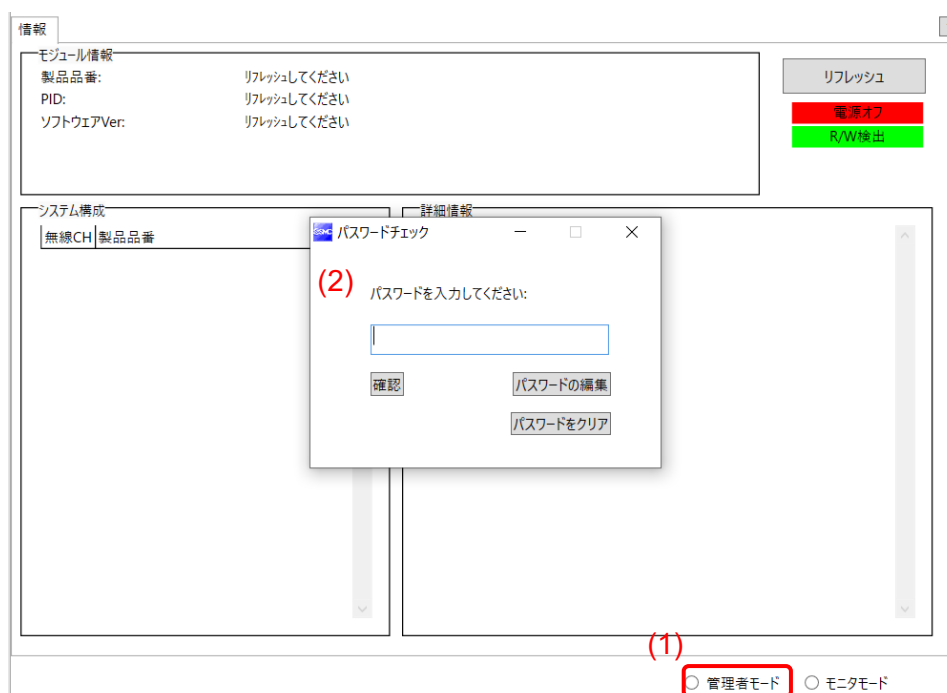 情報
モジュール情報
製品品番: リフレッシュしてください
PID: リフレッシュしてください
ソフトウェアVer: リフレッシュしてください
リフレッシュ
電源オフ
R/W検出
システム構成
無線CH 製品品番
詳細情報
SMC パスワードチェック
(2)
パスワードを入力してください:
確認
パスワードの編集
パスワードをクリア
(1)
管理者モード モニタモード